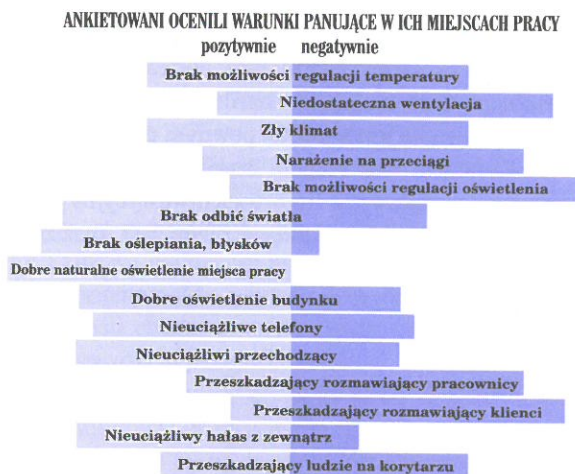 ANKIETOWANI OCENILI WARUNKI PANUJĄCE W ICH MIEJSCACH PRACY
pozytywnie negatywnie
Brak możliwości regulacji temperatury
Niedostateczna wentylacja
Zły klimat
Narażenie na przeciągi
Brak możliwości regulacji oświetlenia
Brak odbić światła
Brak oślepiania, błysków
Dobre naturalne oświetlenie miejsca pracy
Dobre oświetlenie budynku
Nieuciążliwe telefony
Nieuciążliwi przechodzący
Przeszkadzający rozmawiający pracownicy
Przeszkadzający rozmawiający klienci
Nieuciążliwy hałas z zewnątrz
Przeszkadzający ludzie na korytarzu